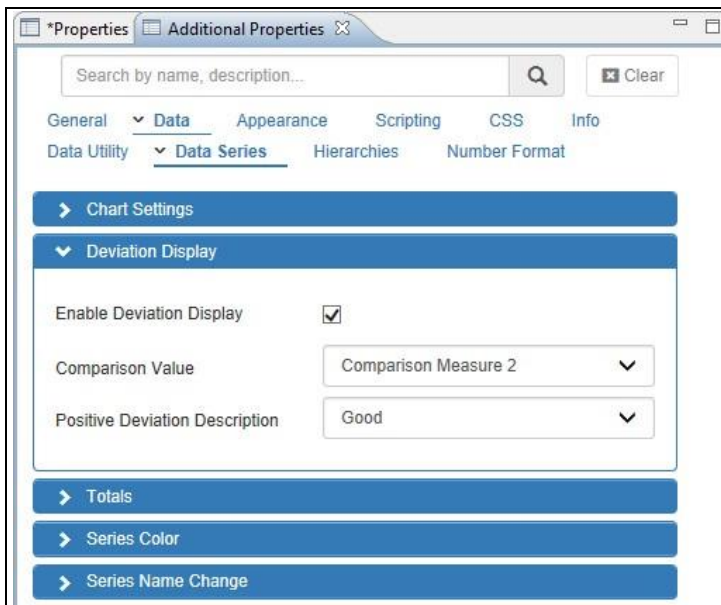 *Properties Additional Properties
Search by name, description... Clear
General Data Appearance Scripting CSS Info
Data Utility Data Series Hierarchies Number Format
Chart Settings
Deviation Display
Enable Deviation Display
Comparison Value Comparison Measure 2
Positive Deviation Description Good
Totals
Series Color
Series Name Change